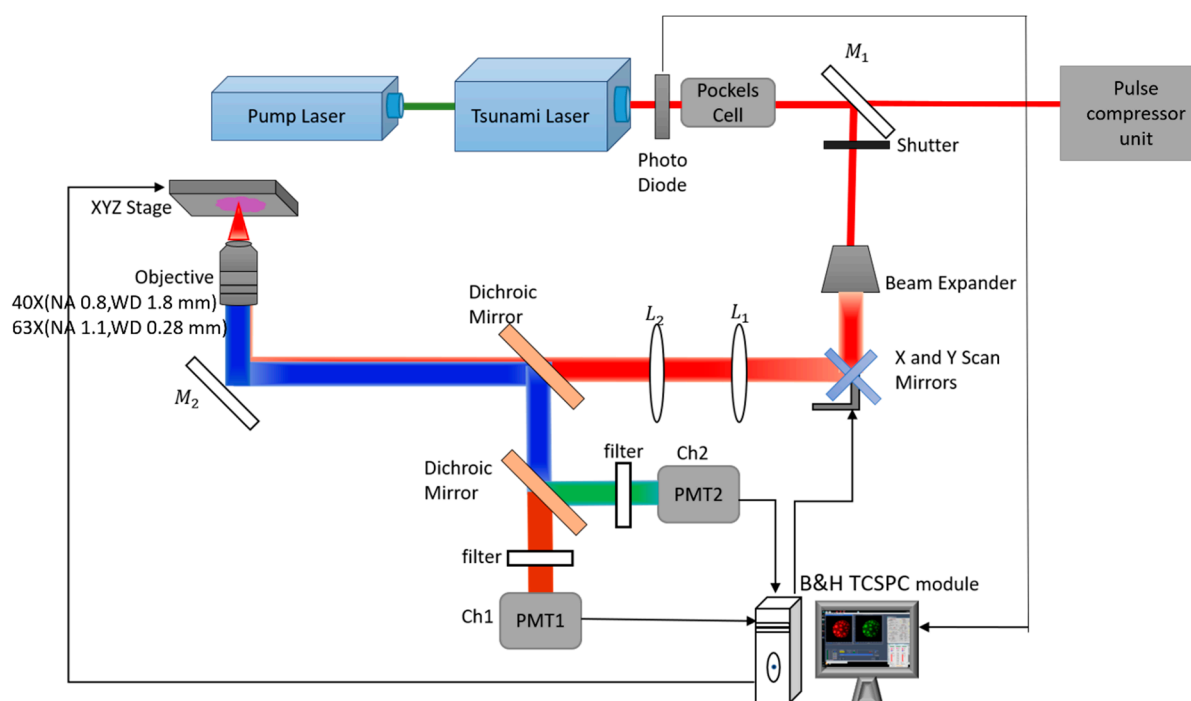 M₁
Pump Laser
Tsunami Laser
Pockels
Cell
Pulse
compressor
unit
Photo
Diode
Shutter
XYZ Stage
Objective
40X(NA 0.8,WD 1.8 mm)
63X(NA 1.1,WD 0.28 mm)
Beam Expander
Dichroic
Mirror
L₂
L₁
X and Y Scan
Mirrors
M₂
Dichroic
Mirror
filter
Ch2
PMT2
filter
Ch1
PMT1
B&H TCSPC module